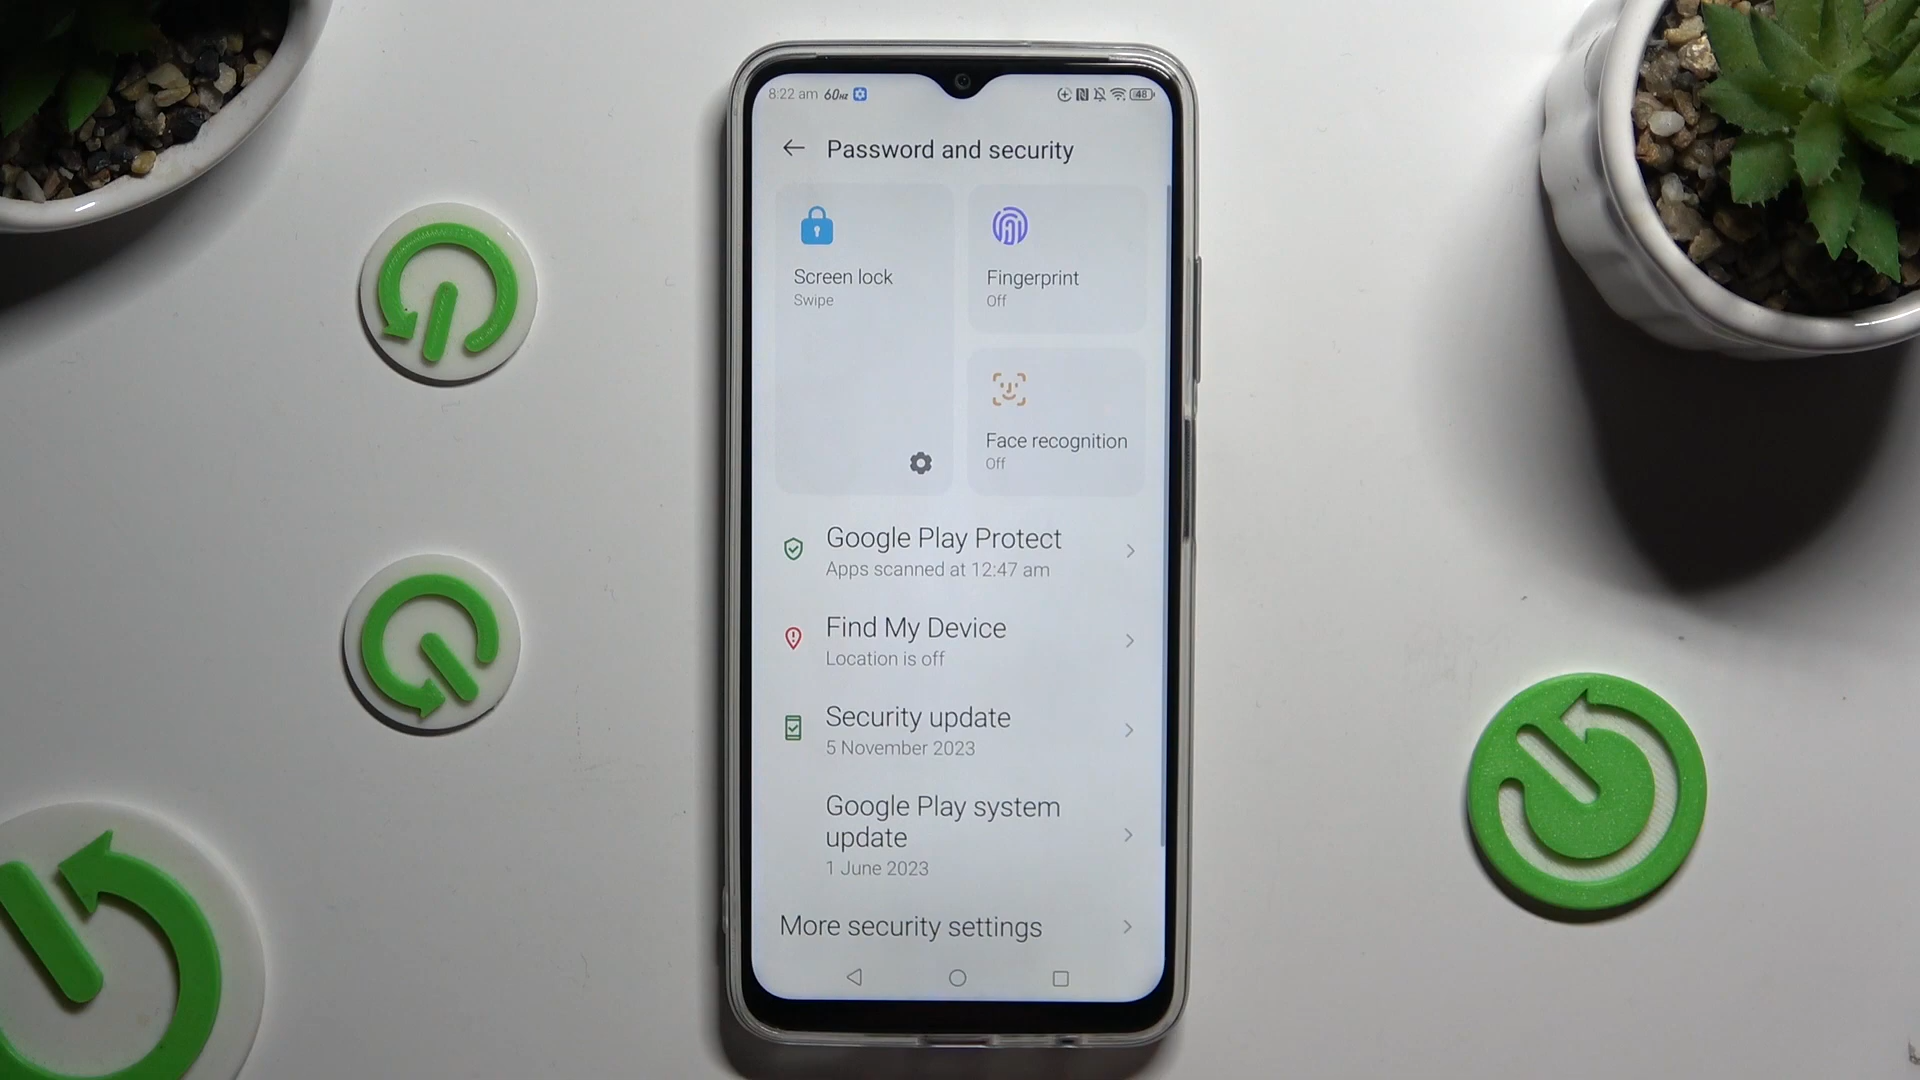 8:22 am 60Hz 48
Password and security
Screen lock
Swipe
Fingerprint
Off
Face recognition
Off
Google Play Protect
Apps scanned at 12:47 am
Find My Device
Location is off
Security update
5 November 2023
Google Play system
update
1 June 2023
More security settings